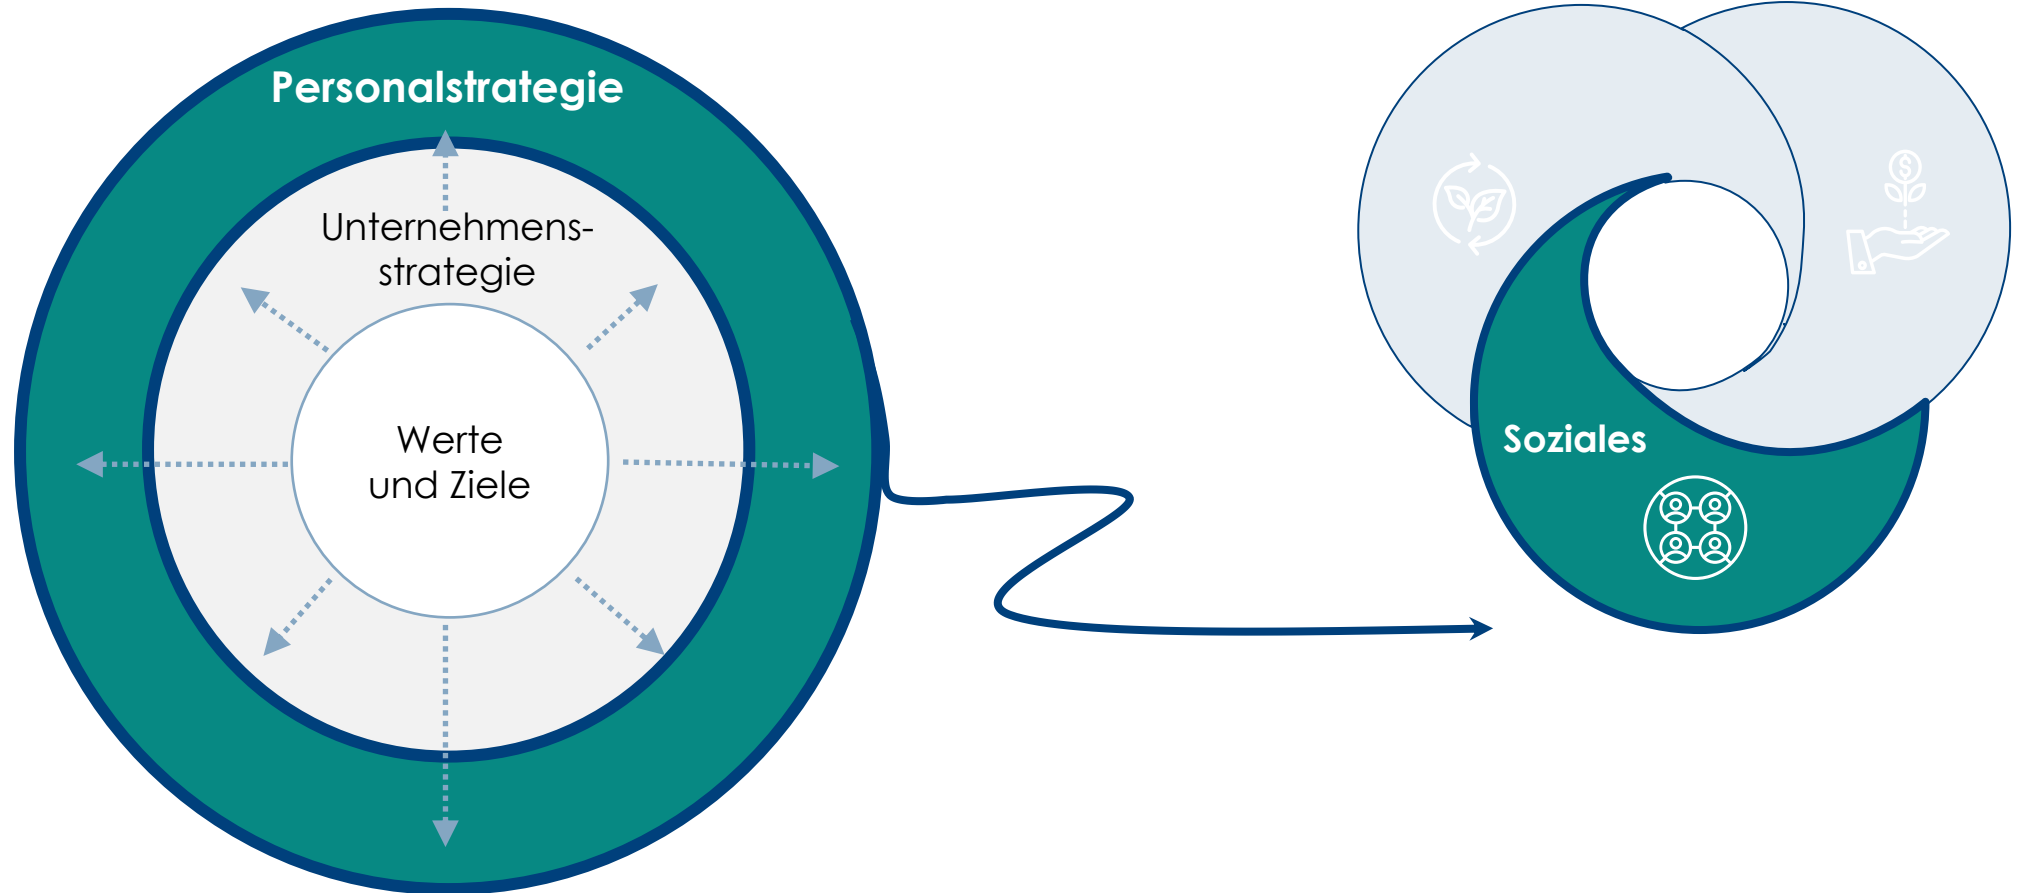 Personalstrategie
Unternehmens-
strategie
Werte
und Ziele
$
Soziales